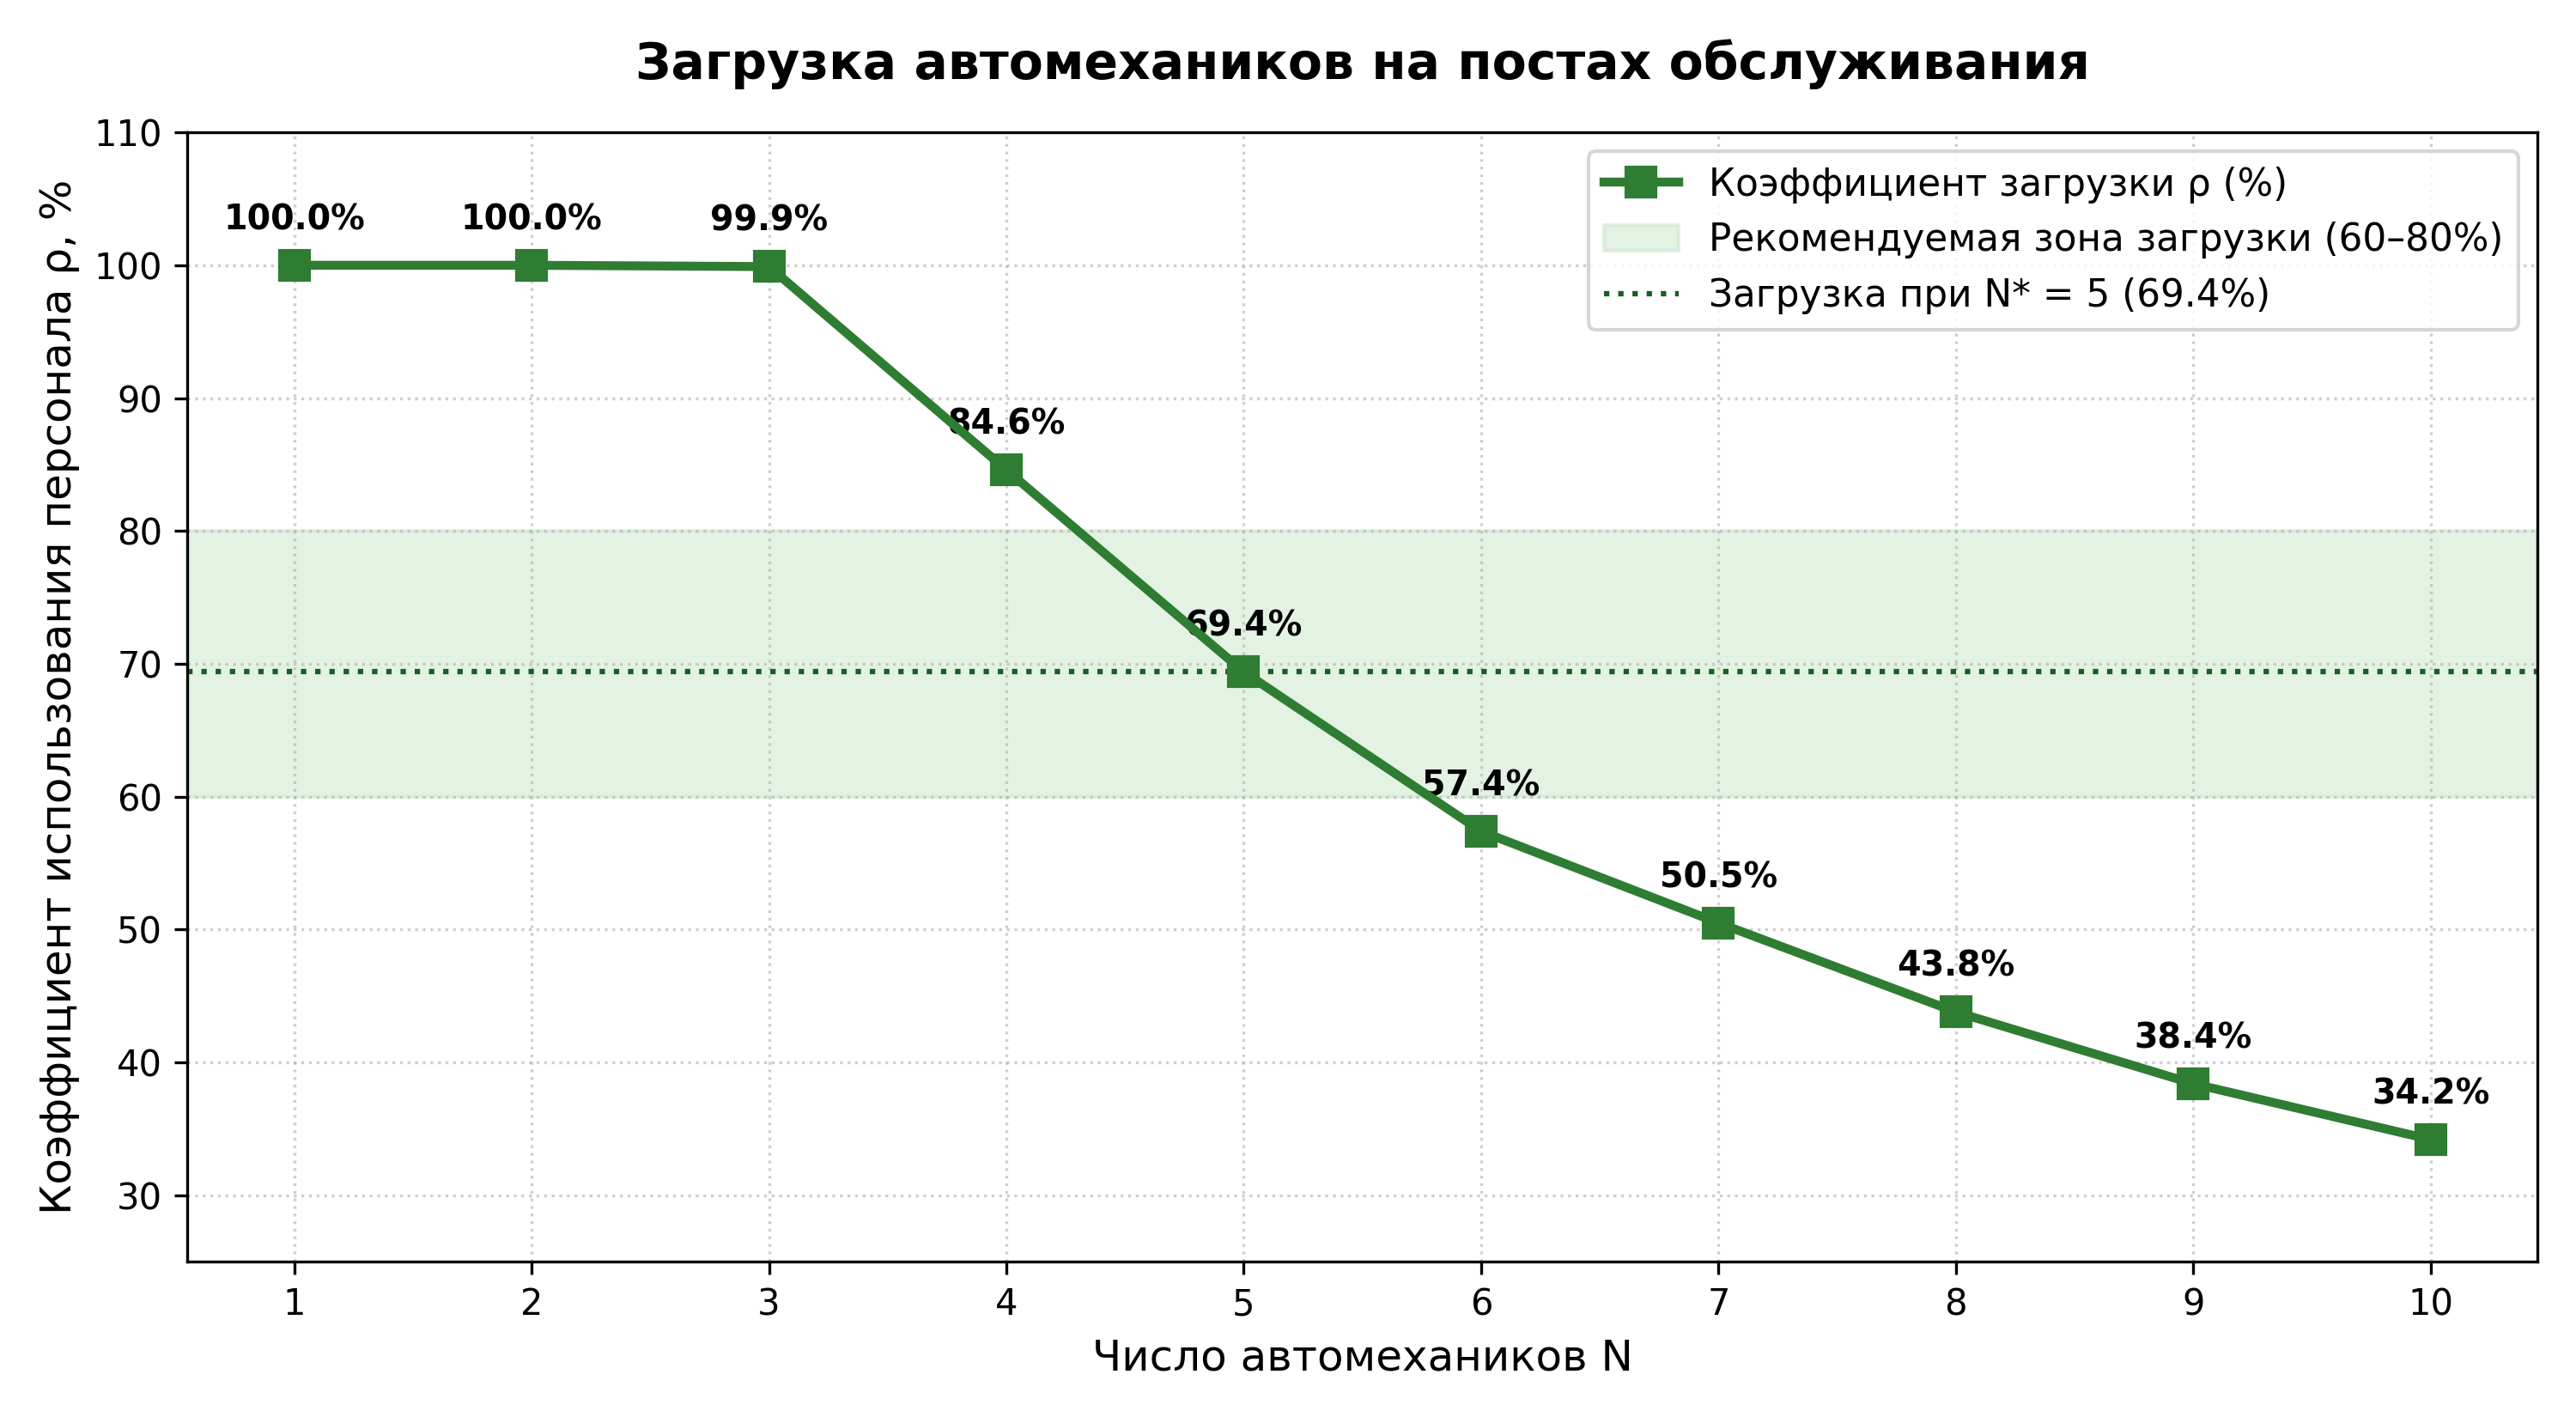 Загрузка автомехаников на постах обслуживания
Коэффициент использования персонала ρ, %
110
100
90
80
70
60
50
40
30
100.0%
100.0%
99.9%
84.6%
69.4%
57.4%
50.5%
43.8%
38.4%
34.2%
Коэффициент загрузки ρ (%)
Рекомендуемая зона загрузки (60–80%)
Загрузка при N* = 5 (69.4%)
1 2 3 4 5 6 7 8 9 10
Число автомехаников N